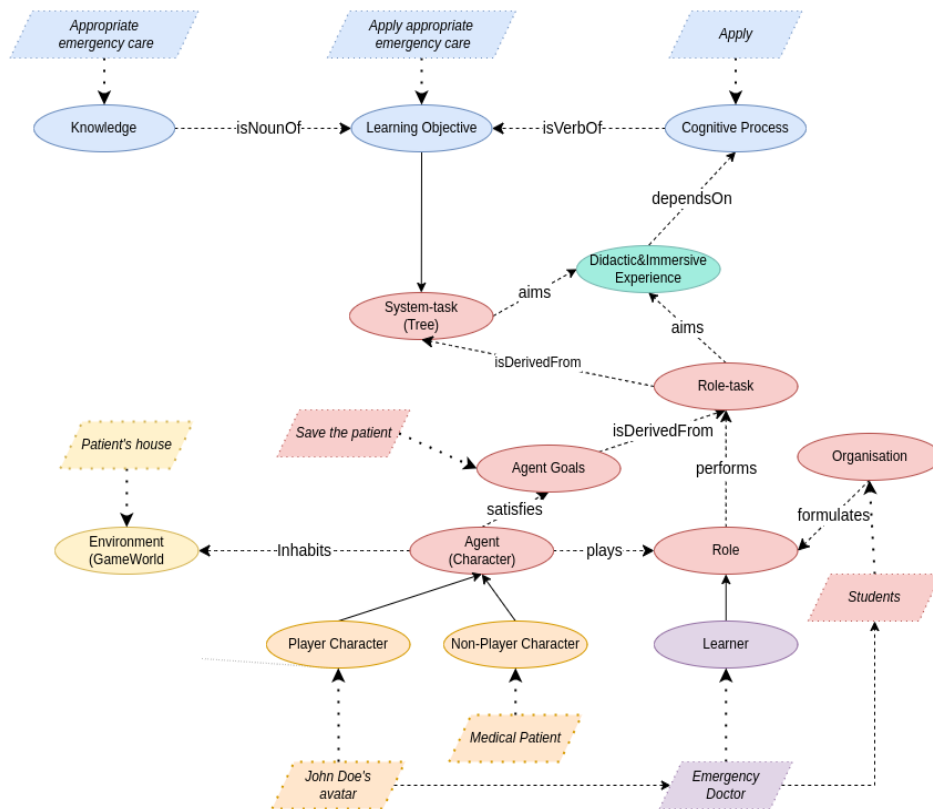 Appropriate
emergency care
Apply appropriate
emergency care
Apply
Knowledge
isNounOf
Learning Objective
isVerbOf
Cognitive Process
dependsOn
Didactic&Immersive
Experience
aims
System-task
(Tree)
aims
isDerivedFrom
Role-task
Save the patient
isDerivedFrom
Patient's house
Organisation
Agent Goals
performs
satisfies
formulates
Environment
(GameWorld
Inhabits
Agent
(Character)
plays
Role
Students
Player Character
Non-Player Character
Learner
Medical Patient
John Doe's
avatar
Emergency
Doctor